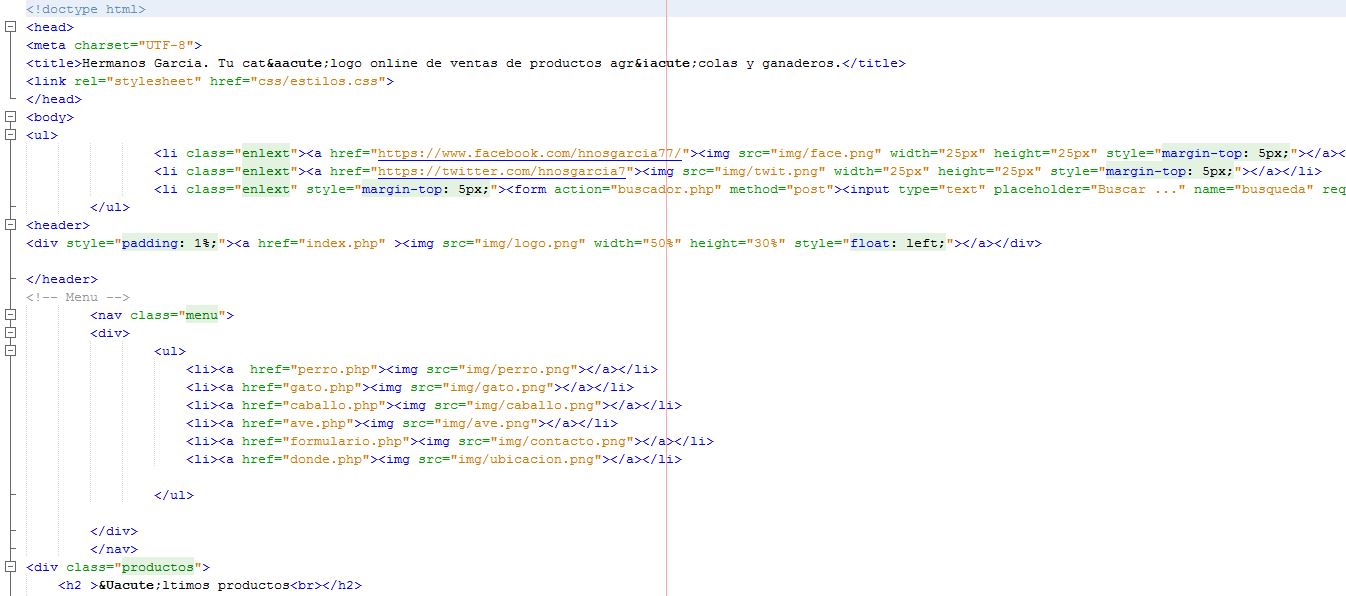 <!doctype html>
<head>
<meta charset="UTF-8">
<title>Hermanos Garcia. Tu cat&aacute;logo online de ventas de productos agr&iacute;colas y ganaderos.</title>
<link rel="stylesheet" href="css/estilos.css">
</head>
<body>
<ul>
<li class="enlext"><a href="https://www.facebook.com/hnosgarcia77/"><img src="img/face.png" width="25px" height="25px" style="margin-top: 5px;"></a><
<li class="enlext"><a href="https://twitter.com/hnosgarcia7"><img src="img/twit.png" width="25px" height="25px" style="margin-top: 5px;"></a></li>
<li class="enlext" style="margin-top: 5px;"><form action="buscador.php" method="post"><input type="text" placeholder="Buscar ..." name="busqueda" req
</ul>
<header>
<div style="padding: 1%;"><a href="index.php" ><img src="img/logo.png" width="50%" height="30%" style="float: left;"></a></div>
</header>
<!-- Menu -->
<nav class="menu">
<div>
<ul>
<li><a  href="perro.php"><img src="img/perro.png"></a></li>
<li><a href="gato.php"><img src="img/gato.png"></a></li>
<li><a href="caballo.php"><img src="img/caballo.png"></a></li>
<li><a href="ave.php"><img src="img/ave.png"></a></li>
<li><a href="formulario.php"><img src="img/contacto.png"></a></li>
<li><a href="donde.php"><img src="img/ubicacion.png"></a></li>
</ul>
</div>
</nav>
<div class="productos">
<h2 >&Uacute;ltimos productos<br></h2>